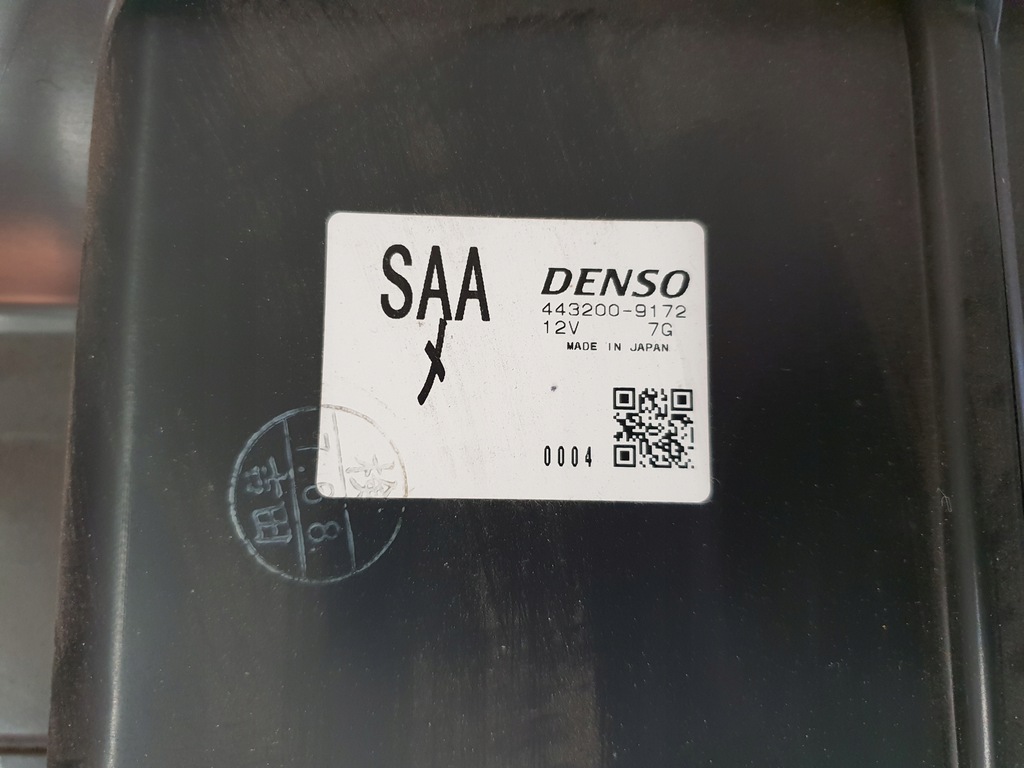 SAA
DENSO
443200-9172
12V 7G
MADE IN JAPAN
0004